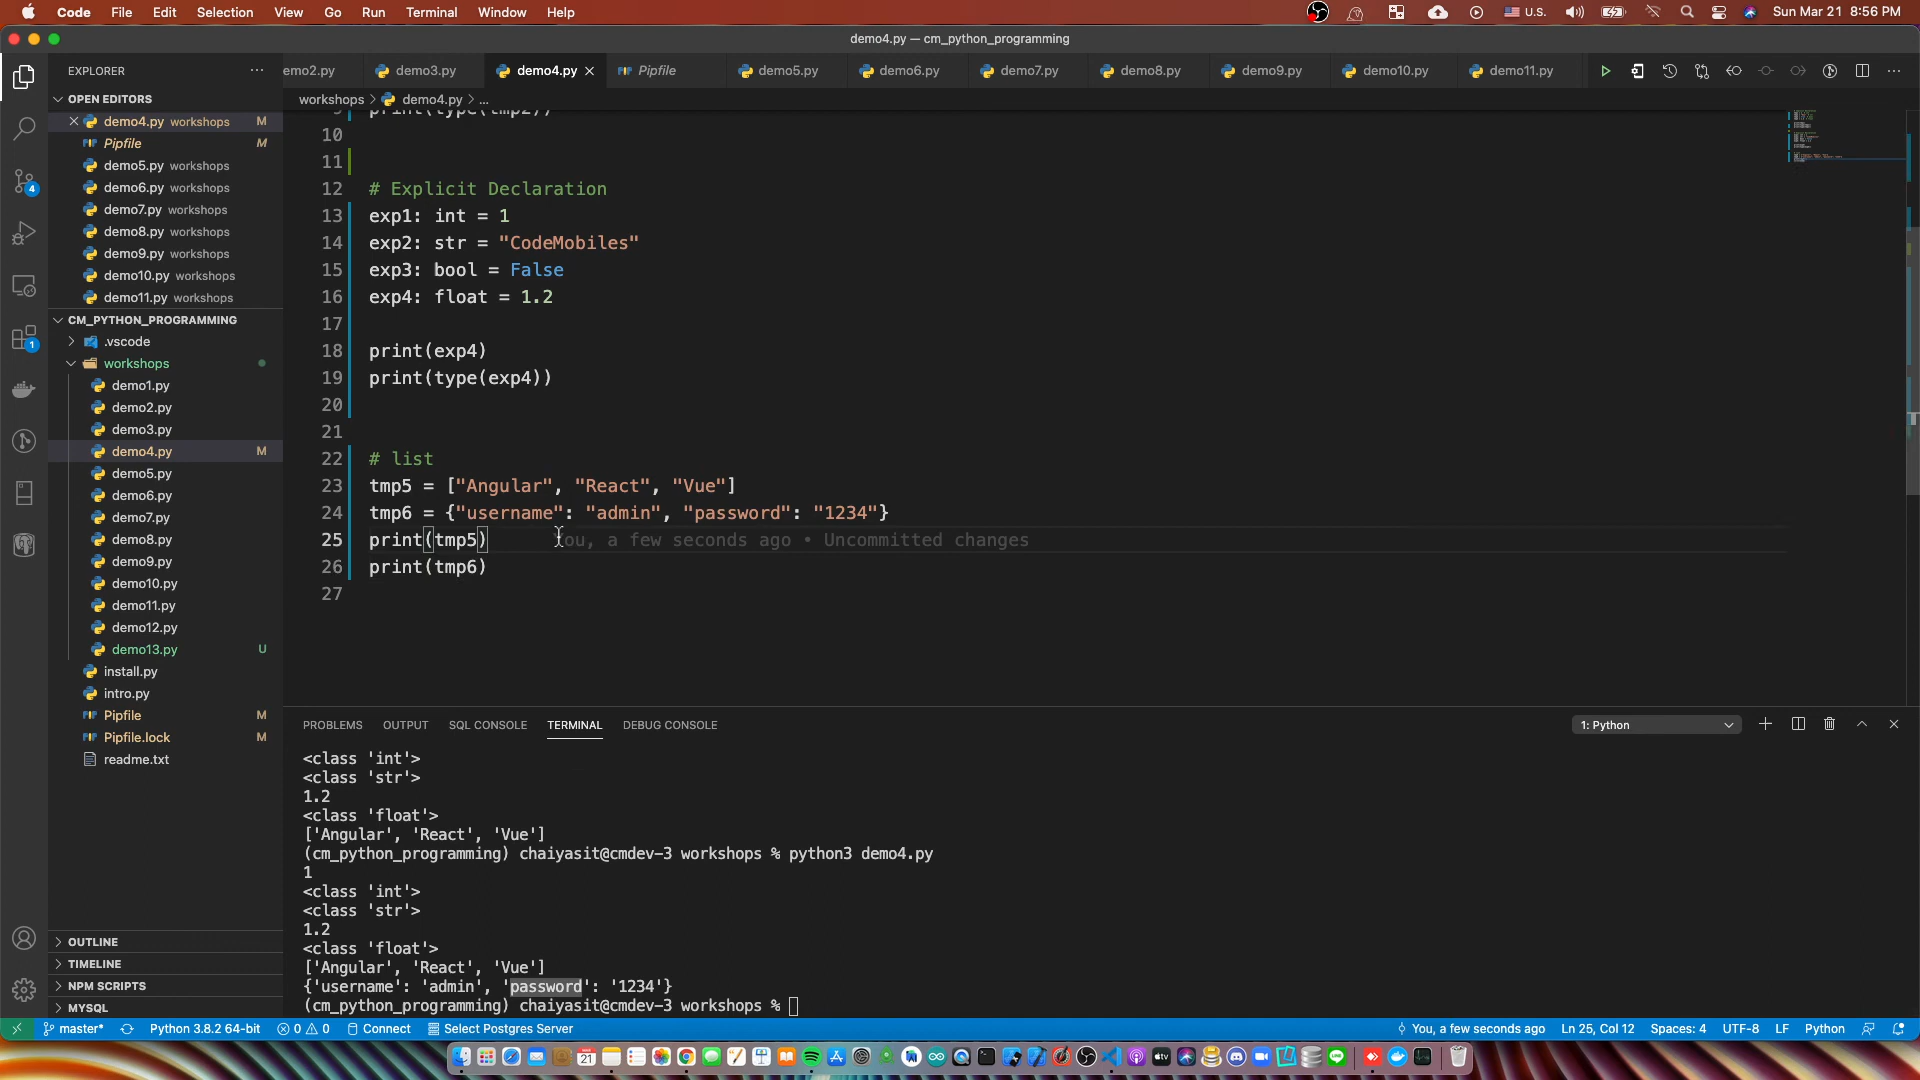 Code File Edit Selection View Go Run Terminal Window Help U.S. Sun Mar 21 8:56 PM
demo4.py — cm_python_programming
EXPLORER
emo2.py demo3.py demo4.py Pipfile demo5.py demo6.py demo7.py demo8.py demo9.py demo10.py demo11.py
OPEN EDITORS
demo4.py workshops M
Pipfile M
demo5.py workshops
demo6.py workshops
demo7.py workshops
demo8.py workshops
demo9.py workshops
demo10.py workshops
demo11.py workshops
CM_PYTHON_PROGRAMMING
.vscode
workshops
demo1.py
demo2.py
demo3.py
demo4.py M
demo5.py
demo6.py
demo7.py
demo8.py
demo9.py
demo10.py
demo11.py
demo12.py
demo13.py U
install.py
intro.py
Pipfile M
Pipfile.lock M
readme.txt
OUTLINE
TIMELINE
NPM SCRIPTS
MYSQL
4
1
workshops > demo4.py > ...
9 print(type(tmp2))
10
11
12 # Explicit Declaration
13 exp1: int = 1
14 exp2: str = "CodeMobiles"
15 exp3: bool = False
16 exp4: float = 1.2
17
18 print(exp4)
19 print(type(exp4))
20
21
22 # list
23 tmp5 = ["Angular", "React", "Vue"]
24 tmp6 = {"username": "admin", "password": "1234"}
25 print(tmp5) You, a few seconds ago • Uncommitted changes
26 print(tmp6)
27
PROBLEMS OUTPUT SQL CONSOLE TERMINAL DEBUG CONSOLE 1: Python
<class 'int'>
<class 'str'>
1.2
<class 'float'>
['Angular', 'React', 'Vue']
(cm_python_programming) chaiyasit@cmdev-3 workshops % python3 demo4.py
1
<class 'int'>
<class 'str'>
1.2
<class 'float'>
['Angular', 'React', 'Vue']
{'username': 'admin', 'password': '1234'}
(cm_python_programming) chaiyasit@cmdev-3 workshops %
master* Python 3.8.2 64-bit 0 0 Connect Select Postgres Server You, a few seconds ago Ln 25, Col 12 Spaces: 4 UTF-8 LF Python
21